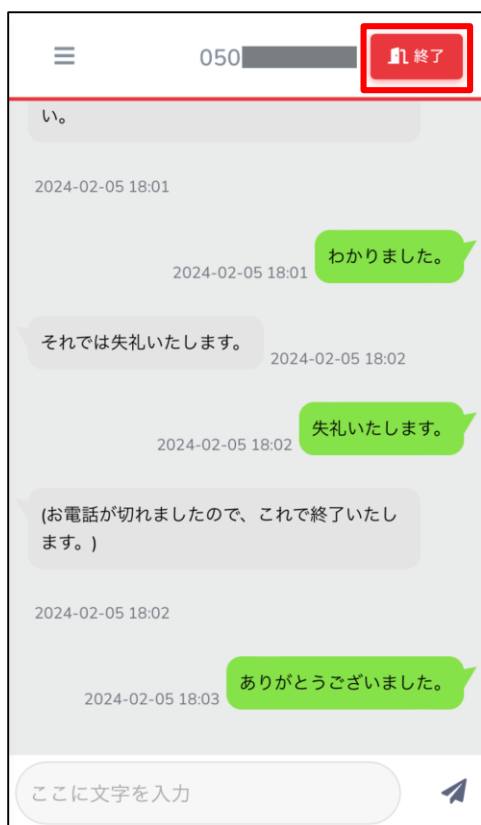 050
終了
い。
2024-02-05 18:01
わかりました。
2024-02-05 18:01
それでは失礼いたします。
2024-02-05 18:02
失礼いたします。
2024-02-05 18:02
(お電話が切れましたので、これで終了いたし
ます。)
2024-02-05 18:02
ありがとうございました。
2024-02-05 18:03
ここに文字を入力